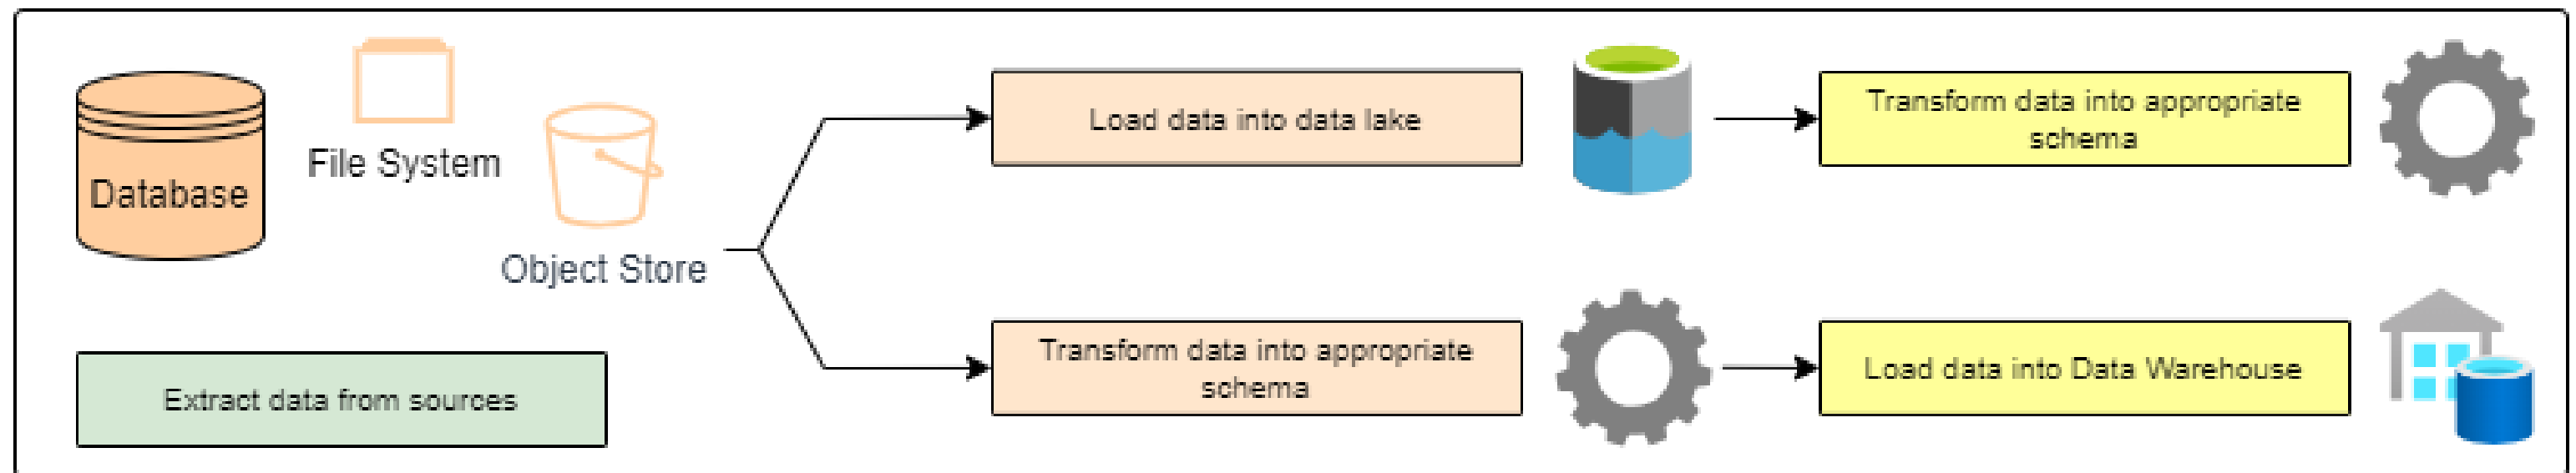 Database
File System
Object Store
Extract data from sources
Load data into data lake
Transform data into appropriate
schema
Transform data into appropriate
schema
Load data into Data Warehouse